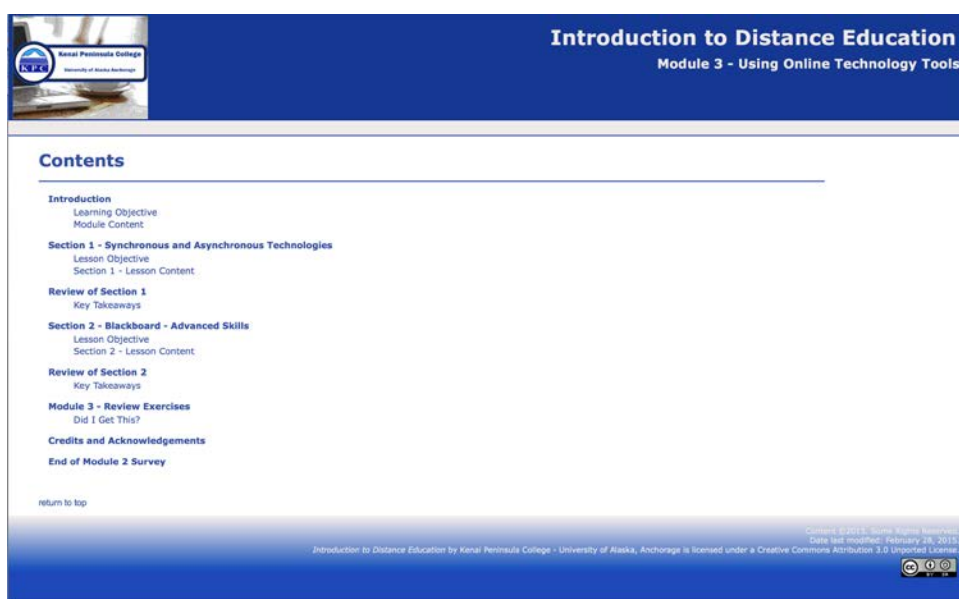 Kenai Peninsula College
KPC
University of Alaska Anchorage
Introduction to Distance Education
Module 3 - Using Online Technology Tools
Contents
Introduction
Learning Objective
Module Content
Section 1 - Synchronous and Asynchronous Technologies
Lesson Objective
Section 1 - Lesson Content
Review of Section 1
Key Takeaways
Section 2 - Blackboard - Advanced Skills
Lesson Objective
Section 2 - Lesson Content
Review of Section 2
Key Takeaways
Module 3 - Review Exercises
Did I Get This?
Credits and Acknowledgements
End of Module 2 Survey
return to top
Content ©2015. Some Rights Reserved.
Date last modified: February 28, 2015.
Introduction to Distance Education by Kenai Peninsula College - University of Alaska, Anchorage is licensed under a Creative Commons Attribution 3.0 Unported License.
cc
BY SA